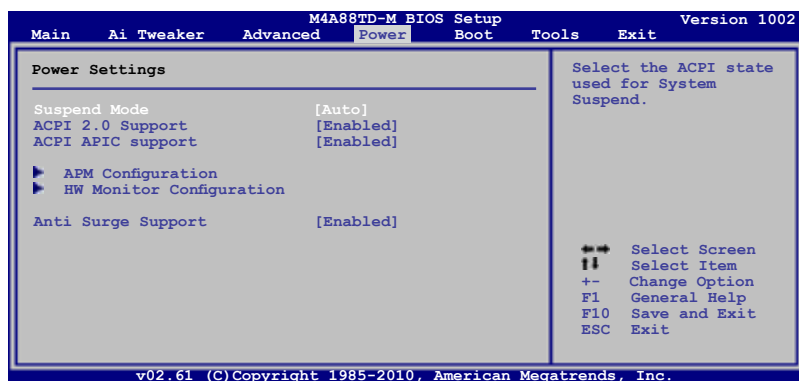 M4A88TD-M BIOS Setup Version 1002
Main Ai Tweaker Advanced Power Boot Tools Exit
Power Settings
Suspend Mode [Auto]
ACPI 2.0 Support [Enabled]
ACPI APIC support [Enabled]
APM Configuration
HW Monitor Configuration
Anti Surge Support [Enabled]
Select the ACPI state
used for System
Suspend.
Select Screen
Select Item
+- Change Option
F1 General Help
F10 Save and Exit
ESC Exit
v02.61 (C)Copyright 1985-2010, American Megatrends, Inc.